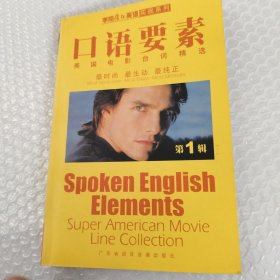 口语要素
美国电影台词精选
最时尚 最生动 最纯正
第1辑
Spoken English
Elements
Super American Movie
Line Collection